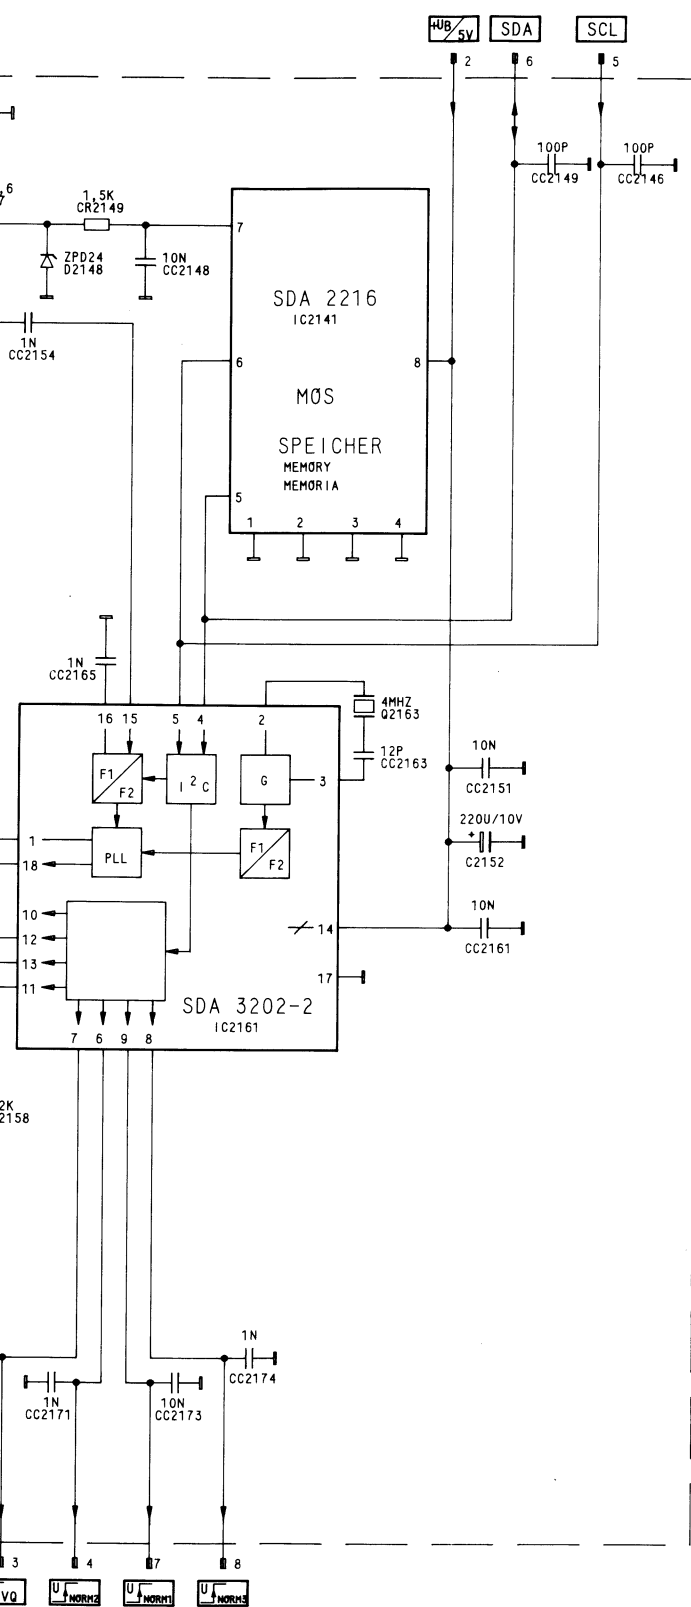 +UB/5V SDA SCL
2 6 5
100P
CC2149
100P
CC2146
6
1,5K
CR2149
7
ZPD24
D2148
10N
CC2148
SDA 2216
IC2141
1N
CC2154
6
8
MOS
SPEICHER
MEMORY
MEMORIA
5
1 2 3 4
1N
CC2165
4MHZ
Q2163
16 15 5 4 2
12P
CC2163
10N
CC2151
F1/F2
I²C
G
3
220U/10V
+
C2152
1
PLL
F1/F2
18
10
10N
CC2161
14
12
13
17
11
SDA 3202-2
IC2161
7 6 9 8
2K
2158
1N
CC2174
1N
CC2171
10N
CC2173
3 4 7 8
VQ
U NORM2
U NORM1
U NORM3